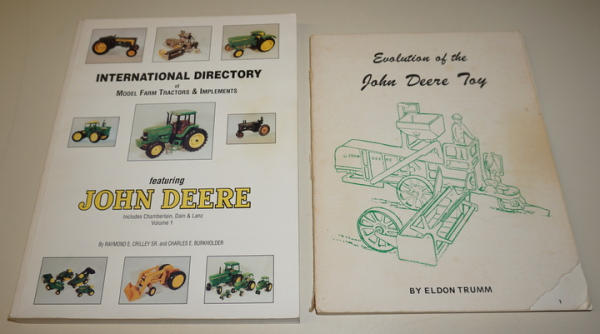 INTERNATIONAL DIRECTORY
of
MODEL FARM TRACTORS & IMPLEMENTS
featuring
JOHN DEERE
Includes Chamberlain, Dain & Lanz
Volume 1
By RAYMOND E. CRILLEY SR. and CHARLES E. BURKHOLDER
Evolution of the
John Deere Toy
BY ELDON TRUMM